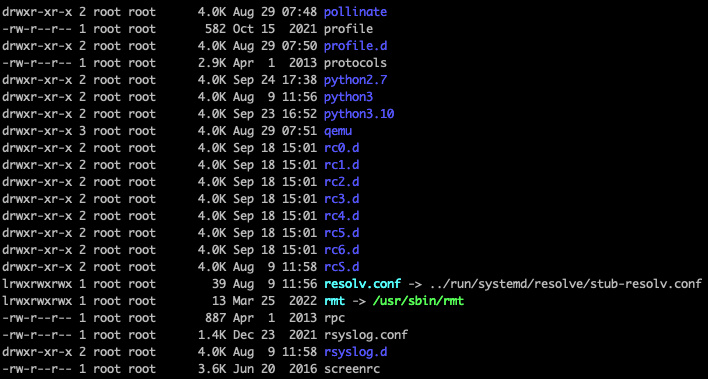 drwxr-xr-x 2 root root    4.0K Aug 29 07:48 pollinate
-rw-r--r-- 1 root root     582 Oct 15  2021 profile
drwxr-xr-x 2 root root    4.0K Aug 29 07:50 profile.d
-rw-r--r-- 1 root root    2.9K Apr  1  2013 protocols
drwxr-xr-x 2 root root    4.0K Sep 24 17:38 python2.7
drwxr-xr-x 2 root root    4.0K Aug  9 11:56 python3
drwxr-xr-x 2 root root    4.0K Sep 23 16:52 python3.10
drwxr-xr-x 3 root root    4.0K Aug 29 07:51 qemu
drwxr-xr-x 2 root root    4.0K Sep 18 15:01 rc0.d
drwxr-xr-x 2 root root    4.0K Sep 18 15:01 rc1.d
drwxr-xr-x 2 root root    4.0K Sep 18 15:01 rc2.d
drwxr-xr-x 2 root root    4.0K Sep 18 15:01 rc3.d
drwxr-xr-x 2 root root    4.0K Sep 18 15:01 rc4.d
drwxr-xr-x 2 root root    4.0K Sep 18 15:01 rc5.d
drwxr-xr-x 2 root root    4.0K Sep 18 15:01 rc6.d
drwxr-xr-x 2 root root    4.0K Aug  9 11:58 rcS.d
lrwxrwxrwx 1 root root      39 Aug  9 11:56 resolv.conf -> ../run/systemd/resolve/stub-resolv.conf
lrwxrwxrwx 1 root root      13 Mar 25  2022 rmt -> /usr/sbin/rmt
-rw-r--r-- 1 root root     887 Apr  1  2013 rpc
-rw-r--r-- 1 root root    1.4K Dec 23  2021 rsyslog.conf
drwxr-xr-x 2 root root    4.0K Aug  9 11:58 rsyslog.d
-rw-r--r-- 1 root root    3.6K Jun 20  2016 screenrc